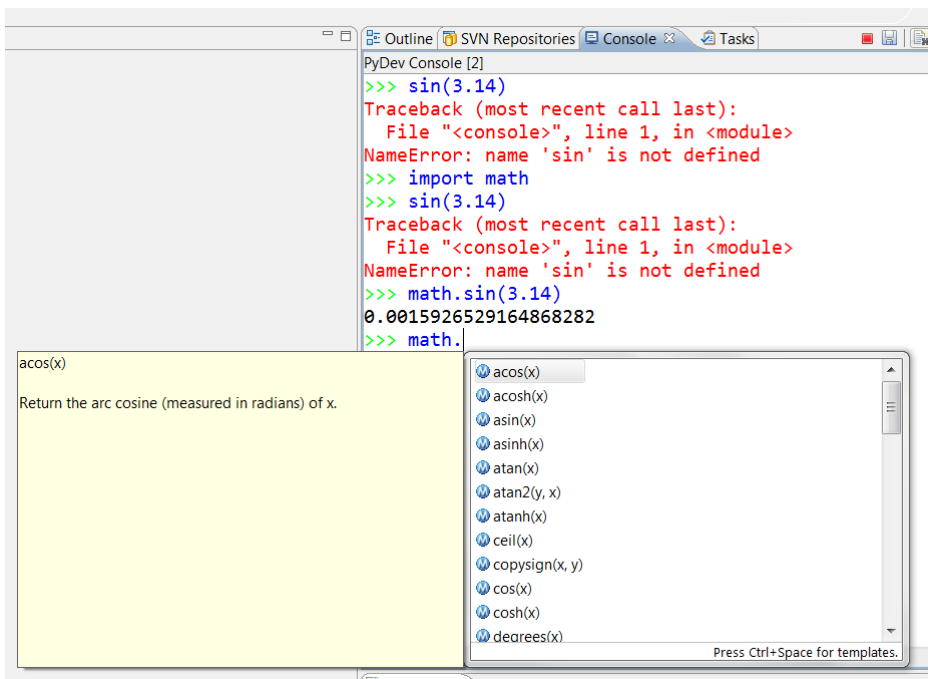 Outline SVN Repositories Console Tasks
PyDev Console [2]
>>> sin(3.14)
Traceback (most recent call last):
  File "<console>", line 1, in <module>
NameError: name 'sin' is not defined
>>> import math
>>> sin(3.14)
Traceback (most recent call last):
  File "<console>", line 1, in <module>
NameError: name 'sin' is not defined
>>> math.sin(3.14)
0.0015926529164868282
>>> math.
acos(x)
Return the arc cosine (measured in radians) of x.
acos(x)
acosh(x)
asin(x)
asinh(x)
atan(x)
atan2(y, x)
atanh(x)
ceil(x)
copysign(x, y)
cos(x)
cosh(x)
degrees(x)
Press Ctrl+Space for templates.